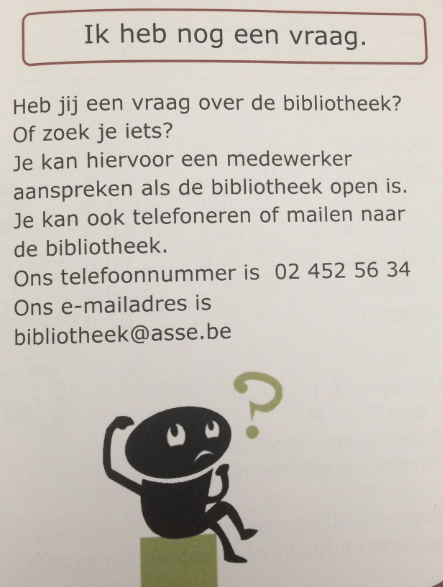 Ik heb nog een vraag.
Heb jij een vraag over de bibliotheek?
Of zoek je iets?
Je kan hiervoor een medewerker
aanspreken als de bibliotheek open is.
Je kan ook telefoneren of mailen naar
de bibliotheek.
Ons telefoonnummer is 02 452 56 34
Ons e-mailadres is
bibliotheek@asse.be
?